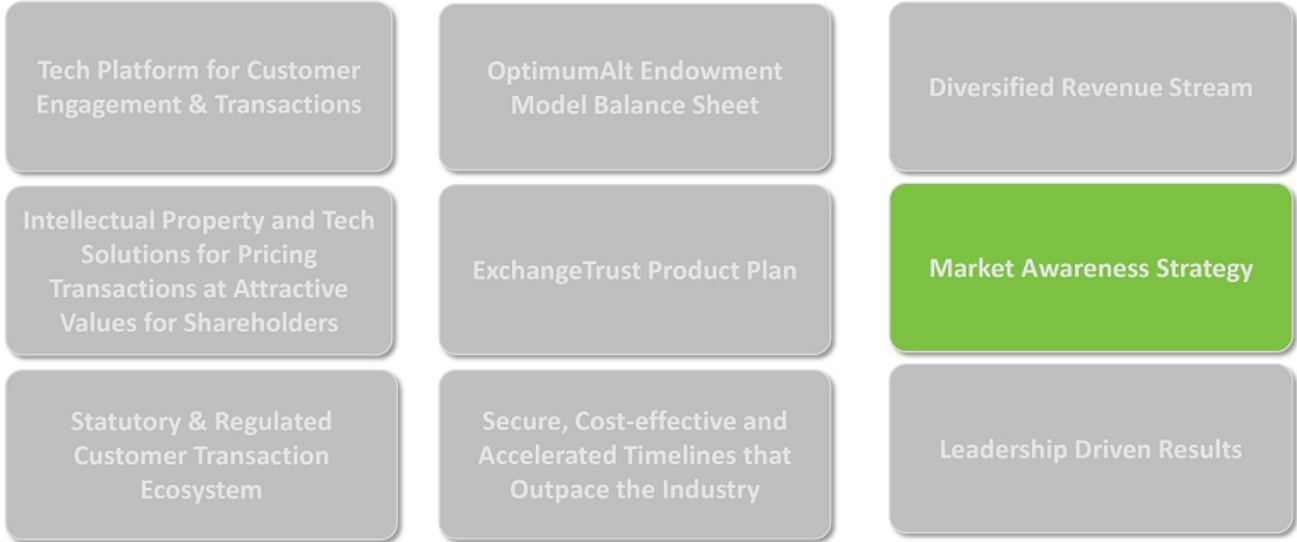 Tech Platform for Customer
Engagement & Transactions
OptimumAlt Endowment
Model Balance Sheet
Diversified Revenue Stream
Intellectual Property and Tech
Solutions for Pricing
Transactions at Attractive
Values for Shareholders
ExchangeTrust Product Plan
Market Awareness Strategy
Statutory & Regulated
Customer Transaction
Ecosystem
Secure, Cost-effective and
Accelerated Timelines that
Outpace the Industry
Leadership Driven Results